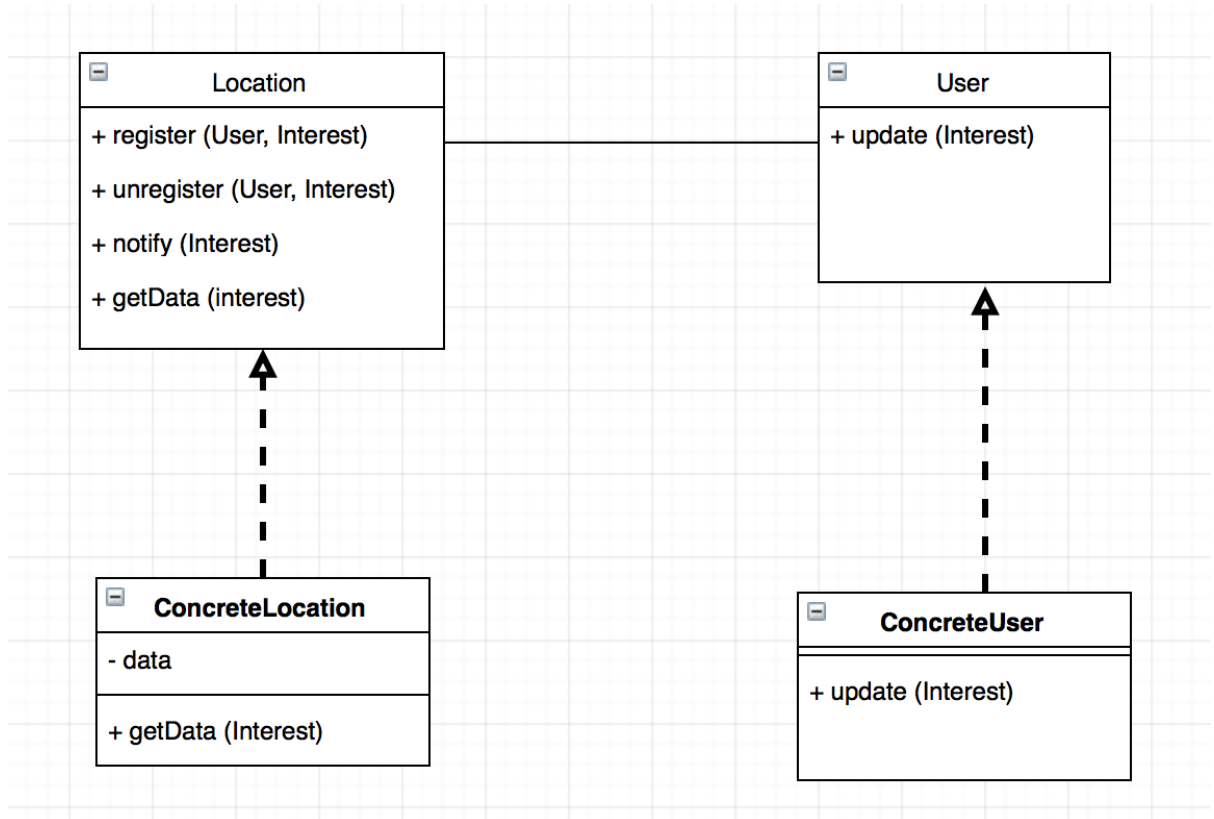 Location
+ register (User, Interest)
+ unregister (User, Interest)
+ notify (Interest)
+ getData (interest)
User
+ update (Interest)
ConcreteLocation
- data
+ getData (Interest)
ConcreteUser
+ update (Interest)